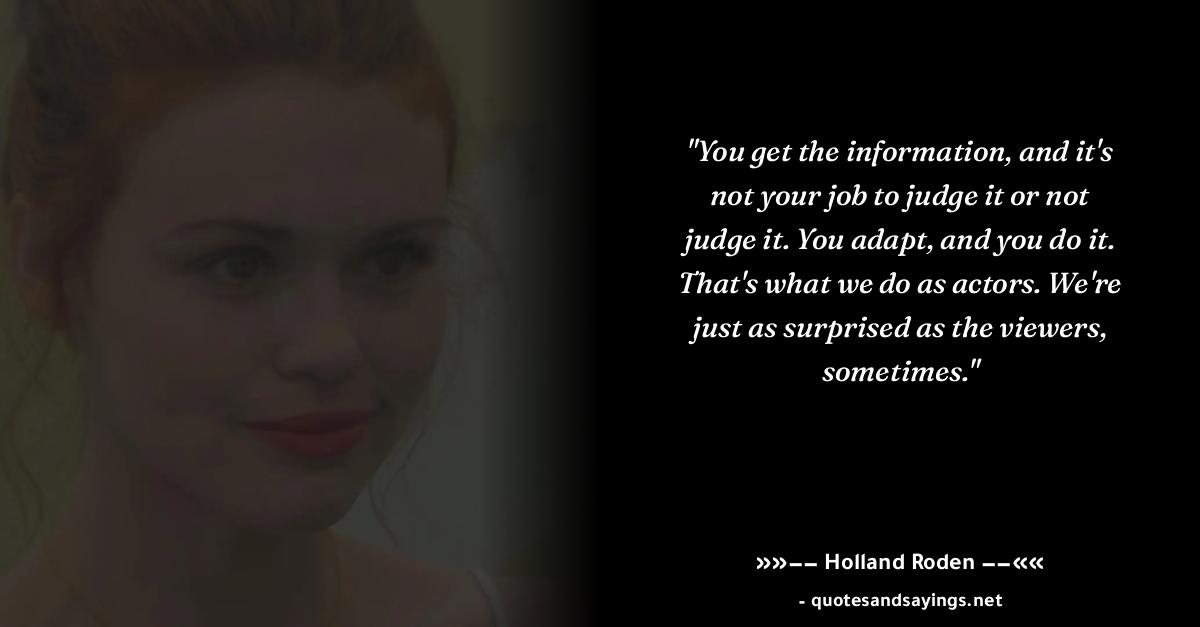 "You get the information, and it's
not your job to judge it or not
judge it. You adapt, and you do it.
That's what we do as actors. We're
just as surprised as the viewers,
sometimes."
»»−− Holland Roden −−««
- quotesandsayings.net